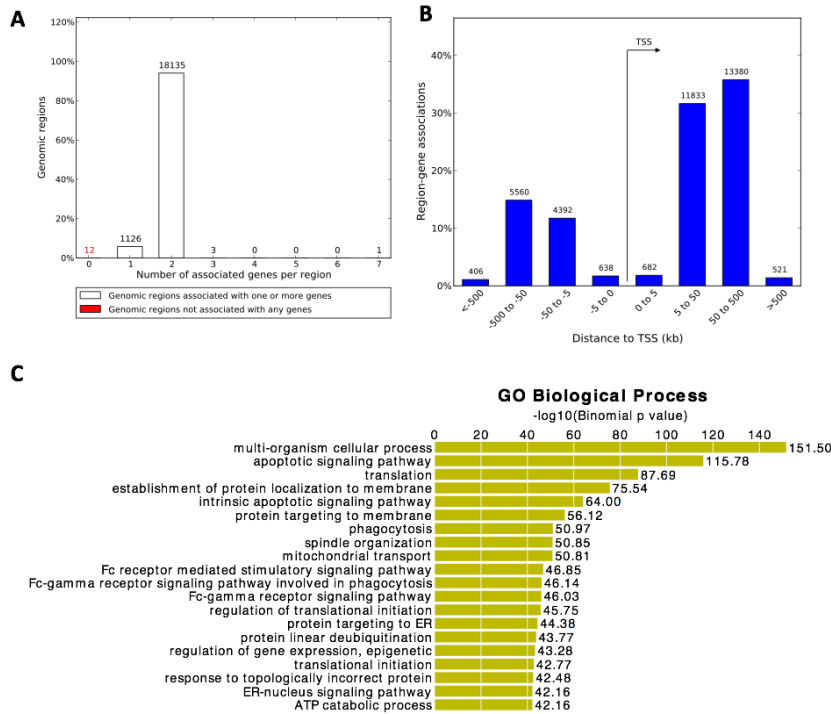 A
120%
100%
80%
60%
40%
20%
0%
Genomic regions
12
1126
18135
3
0
0
0
1
0 1 2 3 4 5 6 7
Number of associated genes per region
Genomic regions associated with one or more genes
Genomic regions not associated with any genes
B
40%
30%
20%
10%
0%
Region-gene associations
TSS
406
5560
4392
638
682
11833
13380
521
<-500
-500 to -50
-50 to -5
-5 to 0
0 to 5
5 to 50
50 to 500
>500
Distance to TSS (kb)
C
GO Biological Process
-log10(Binomial p value)
0 20 40 60 80 100 120 140
multi-organism cellular process 151.50
apoptotic signaling pathway 115.78
translation 87.69
establishment of protein localization to membrane 75.54
intrinsic apoptotic signaling pathway 64.00
protein targeting to membrane 56.12
phagocytosis 50.97
spindle organization 50.85
mitochondrial transport 50.81
Fc receptor mediated stimulatory signaling pathway 46.85
Fc-gamma receptor signaling pathway involved in phagocytosis 46.14
Fc-gamma receptor signaling pathway 46.03
regulation of translational initiation 45.75
protein targeting to ER 44.38
protein linear deubiquitination 43.77
regulation of gene expression, epigenetic 43.28
translational initiation 42.77
response to topologically incorrect protein 42.48
ER-nucleus signaling pathway 42.16
ATP catabolic process 42.16